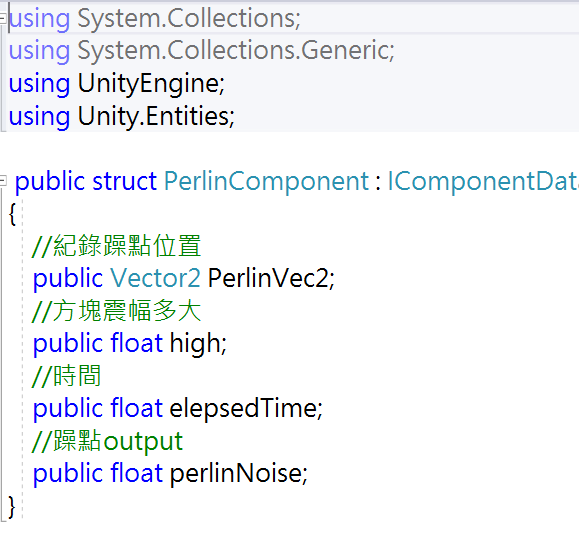 using System.Collections;
using System.Collections.Generic;
using UnityEngine;
using Unity.Entities;
public struct PerlinComponent : IComponentData
{
//紀錄躁點位置
public Vector2 PerlinVec2;
//方塊震幅多大
public float high;
//時間
public float elepsedTime;
//躁點output
public float perlinNoise;
}